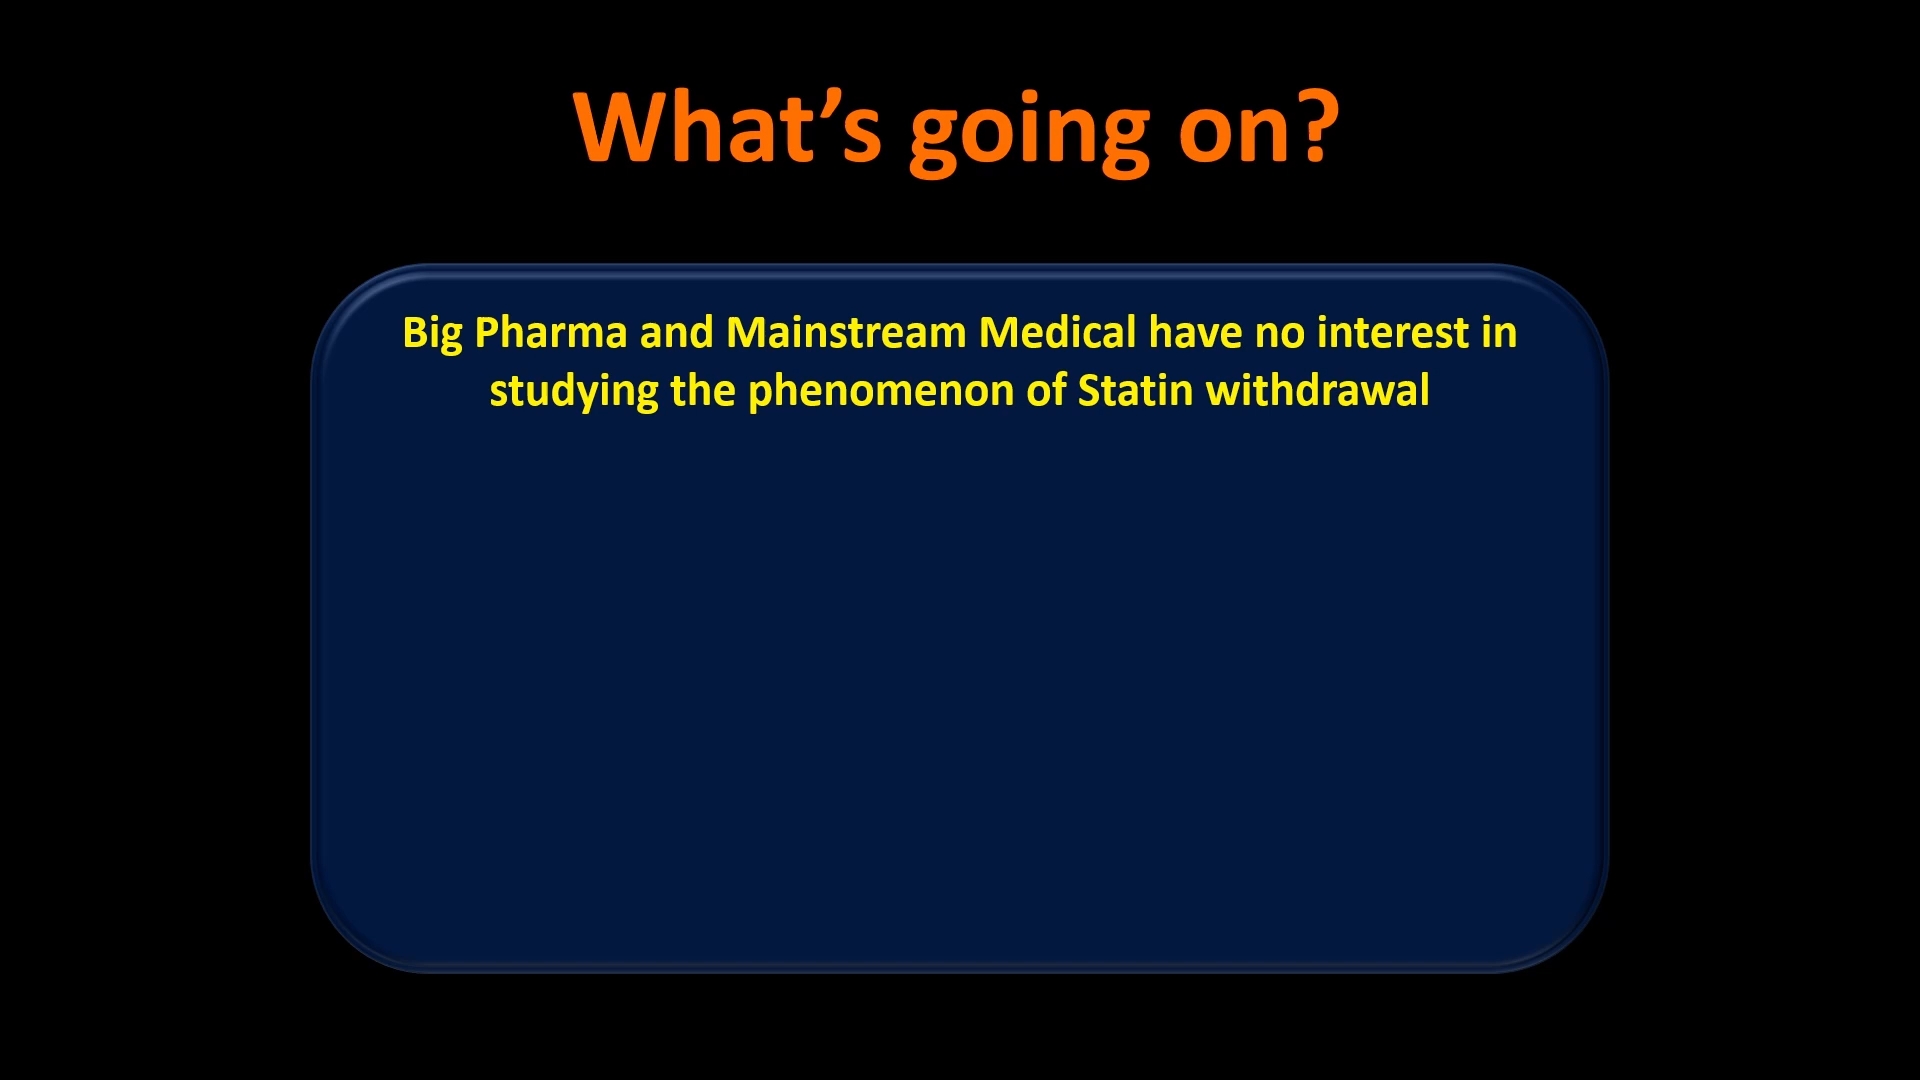 What’s going on?
Big Pharma and Mainstream Medical have no interest in
studying the phenomenon of Statin withdrawal